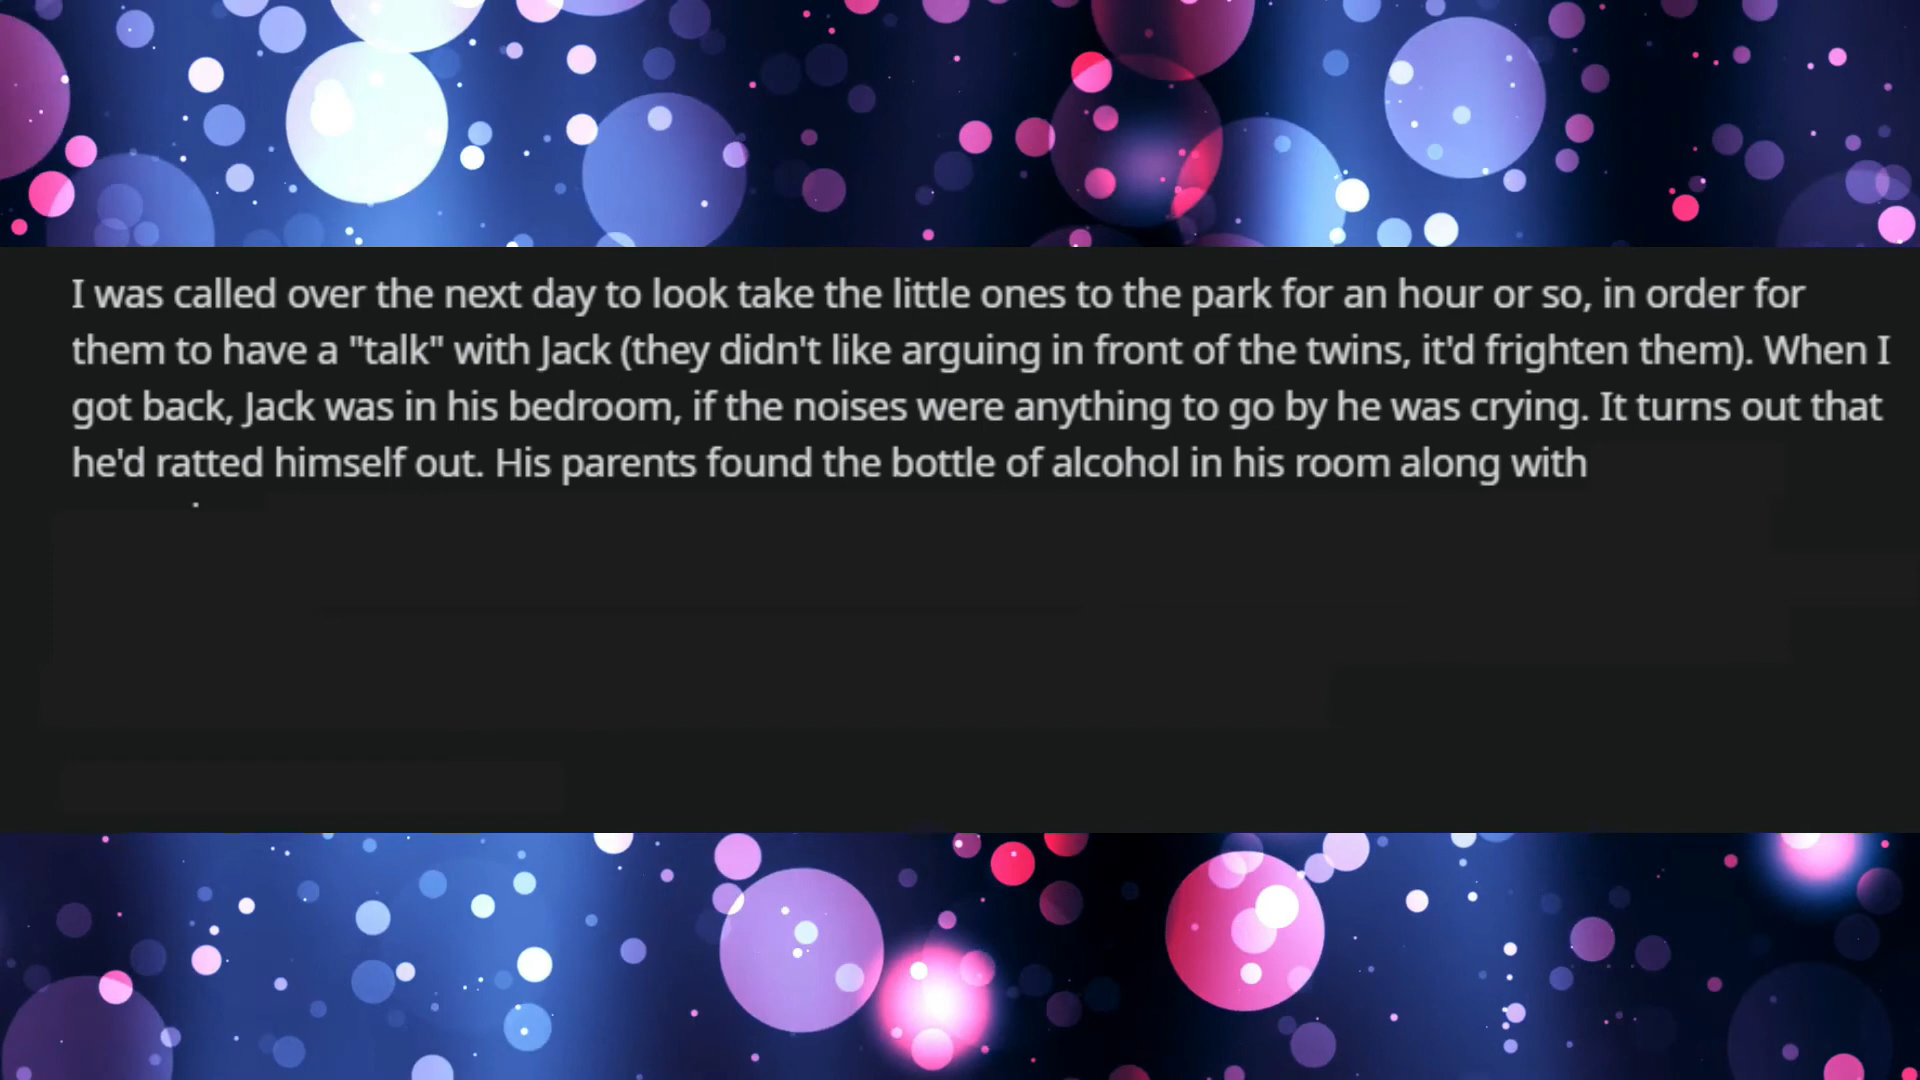 I was called over the next day to look take the little ones to the park for an hour or so, in order for
them to have a "talk" with Jack (they didn't like arguing in front of the twins, it'd frighten them). When I
got back, Jack was in his bedroom, if the noises were anything to go by he was crying. It turns out that
he'd ratted himself out. His parents found the bottle of alcohol in his room along with